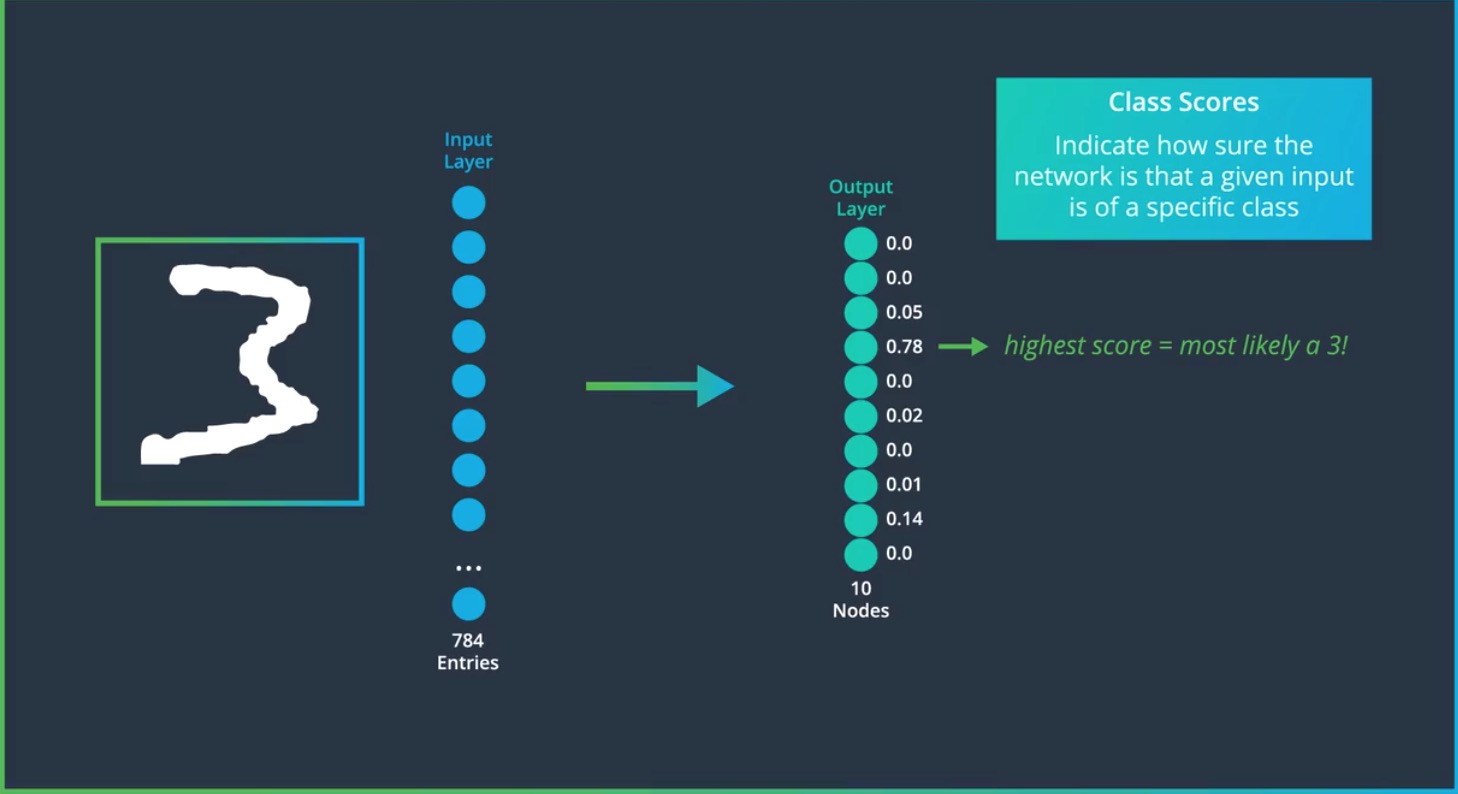 Class Scores
Indicate how sure the
network is that a given input
is of a specific class
Input
Layer
Output
Layer
0.0
0.0
0.05
0.78
highest score = most likely a 3!
0.0
0.02
0.0
0.01
0.14
0.0
3
...
10
Nodes
784
Entries